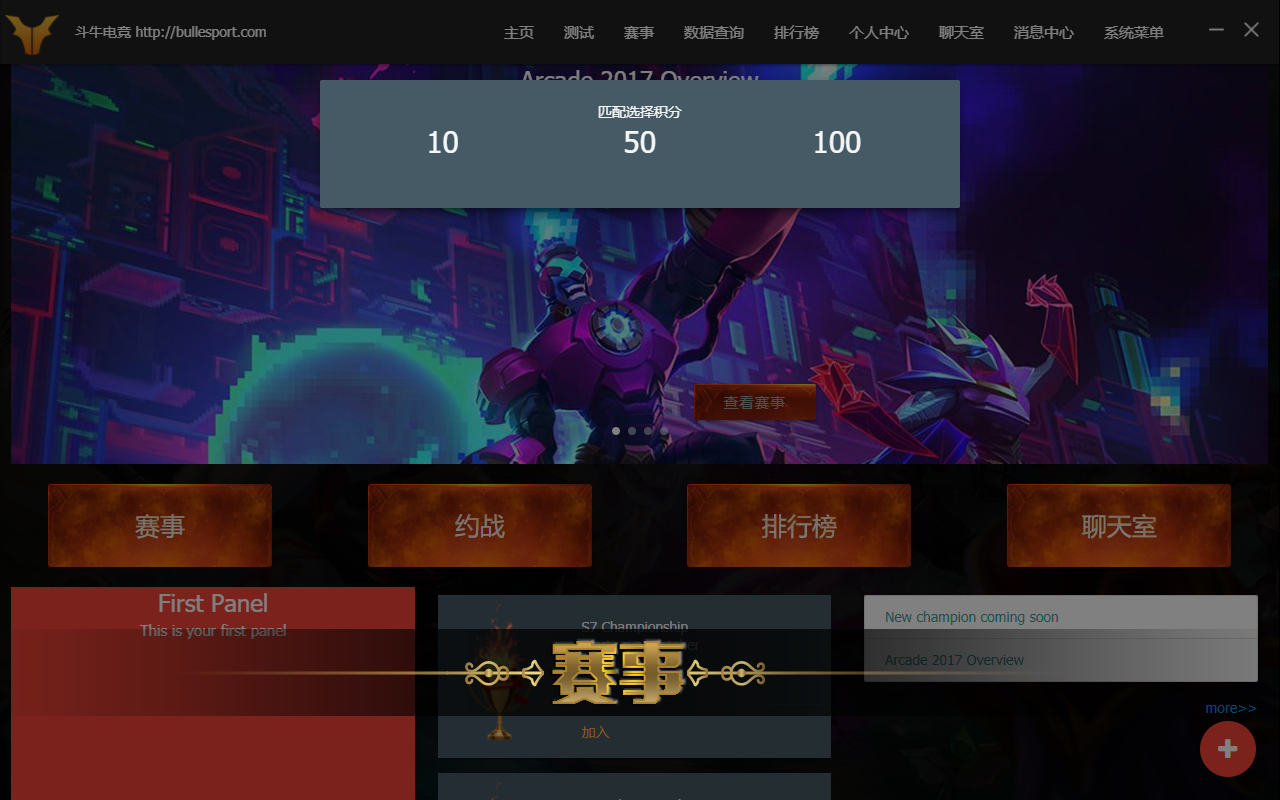 斗牛电竞 http://bullesport.com
主页 测试 赛事 数据查询 排行榜 个人中心 聊天室 消息中心 系统菜单
Arcade 2017 Overview
匹配选择积分
10 50 100
查看赛事
赛事 约战 排行榜 聊天室
First Panel
This is your first panel
S7 Championship
赛事
加入
New champion coming soon
Arcade 2017 Overview
more>>